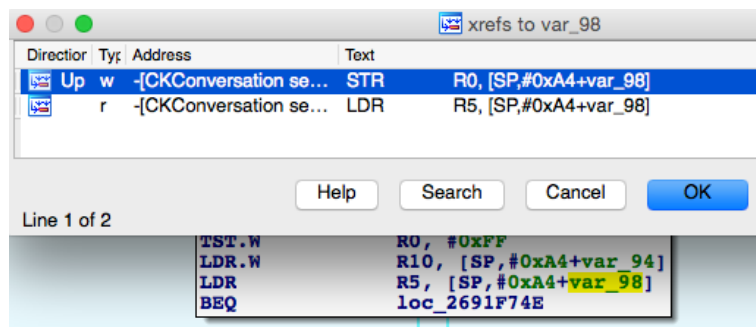 xrefs to var_98
Direction Typ Address Text
Up w -[CKConversation se... STR R0, [SP,#0xA4+var_98]
r -[CKConversation se... LDR R5, [SP,#0xA4+var_98]
Help Search Cancel OK
Line 1 of 2
TST.W R0, #0xFF
LDR.W R10, [SP,#0xA4+var_94]
LDR R5, [SP,#0xA4+var_98]
BEQ loc_2691F74E